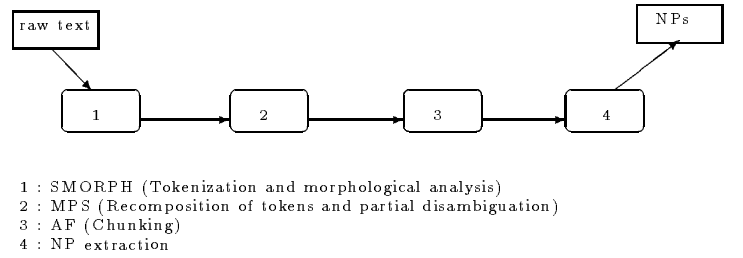 raw text
NPs
1
2
3
4
1 : SMORPH (Tokenization and morphological analysis)
2 : MPS (Recomposition of tokens and partial disambiguation)
3 : AF (Chunking)
4 : NP extraction